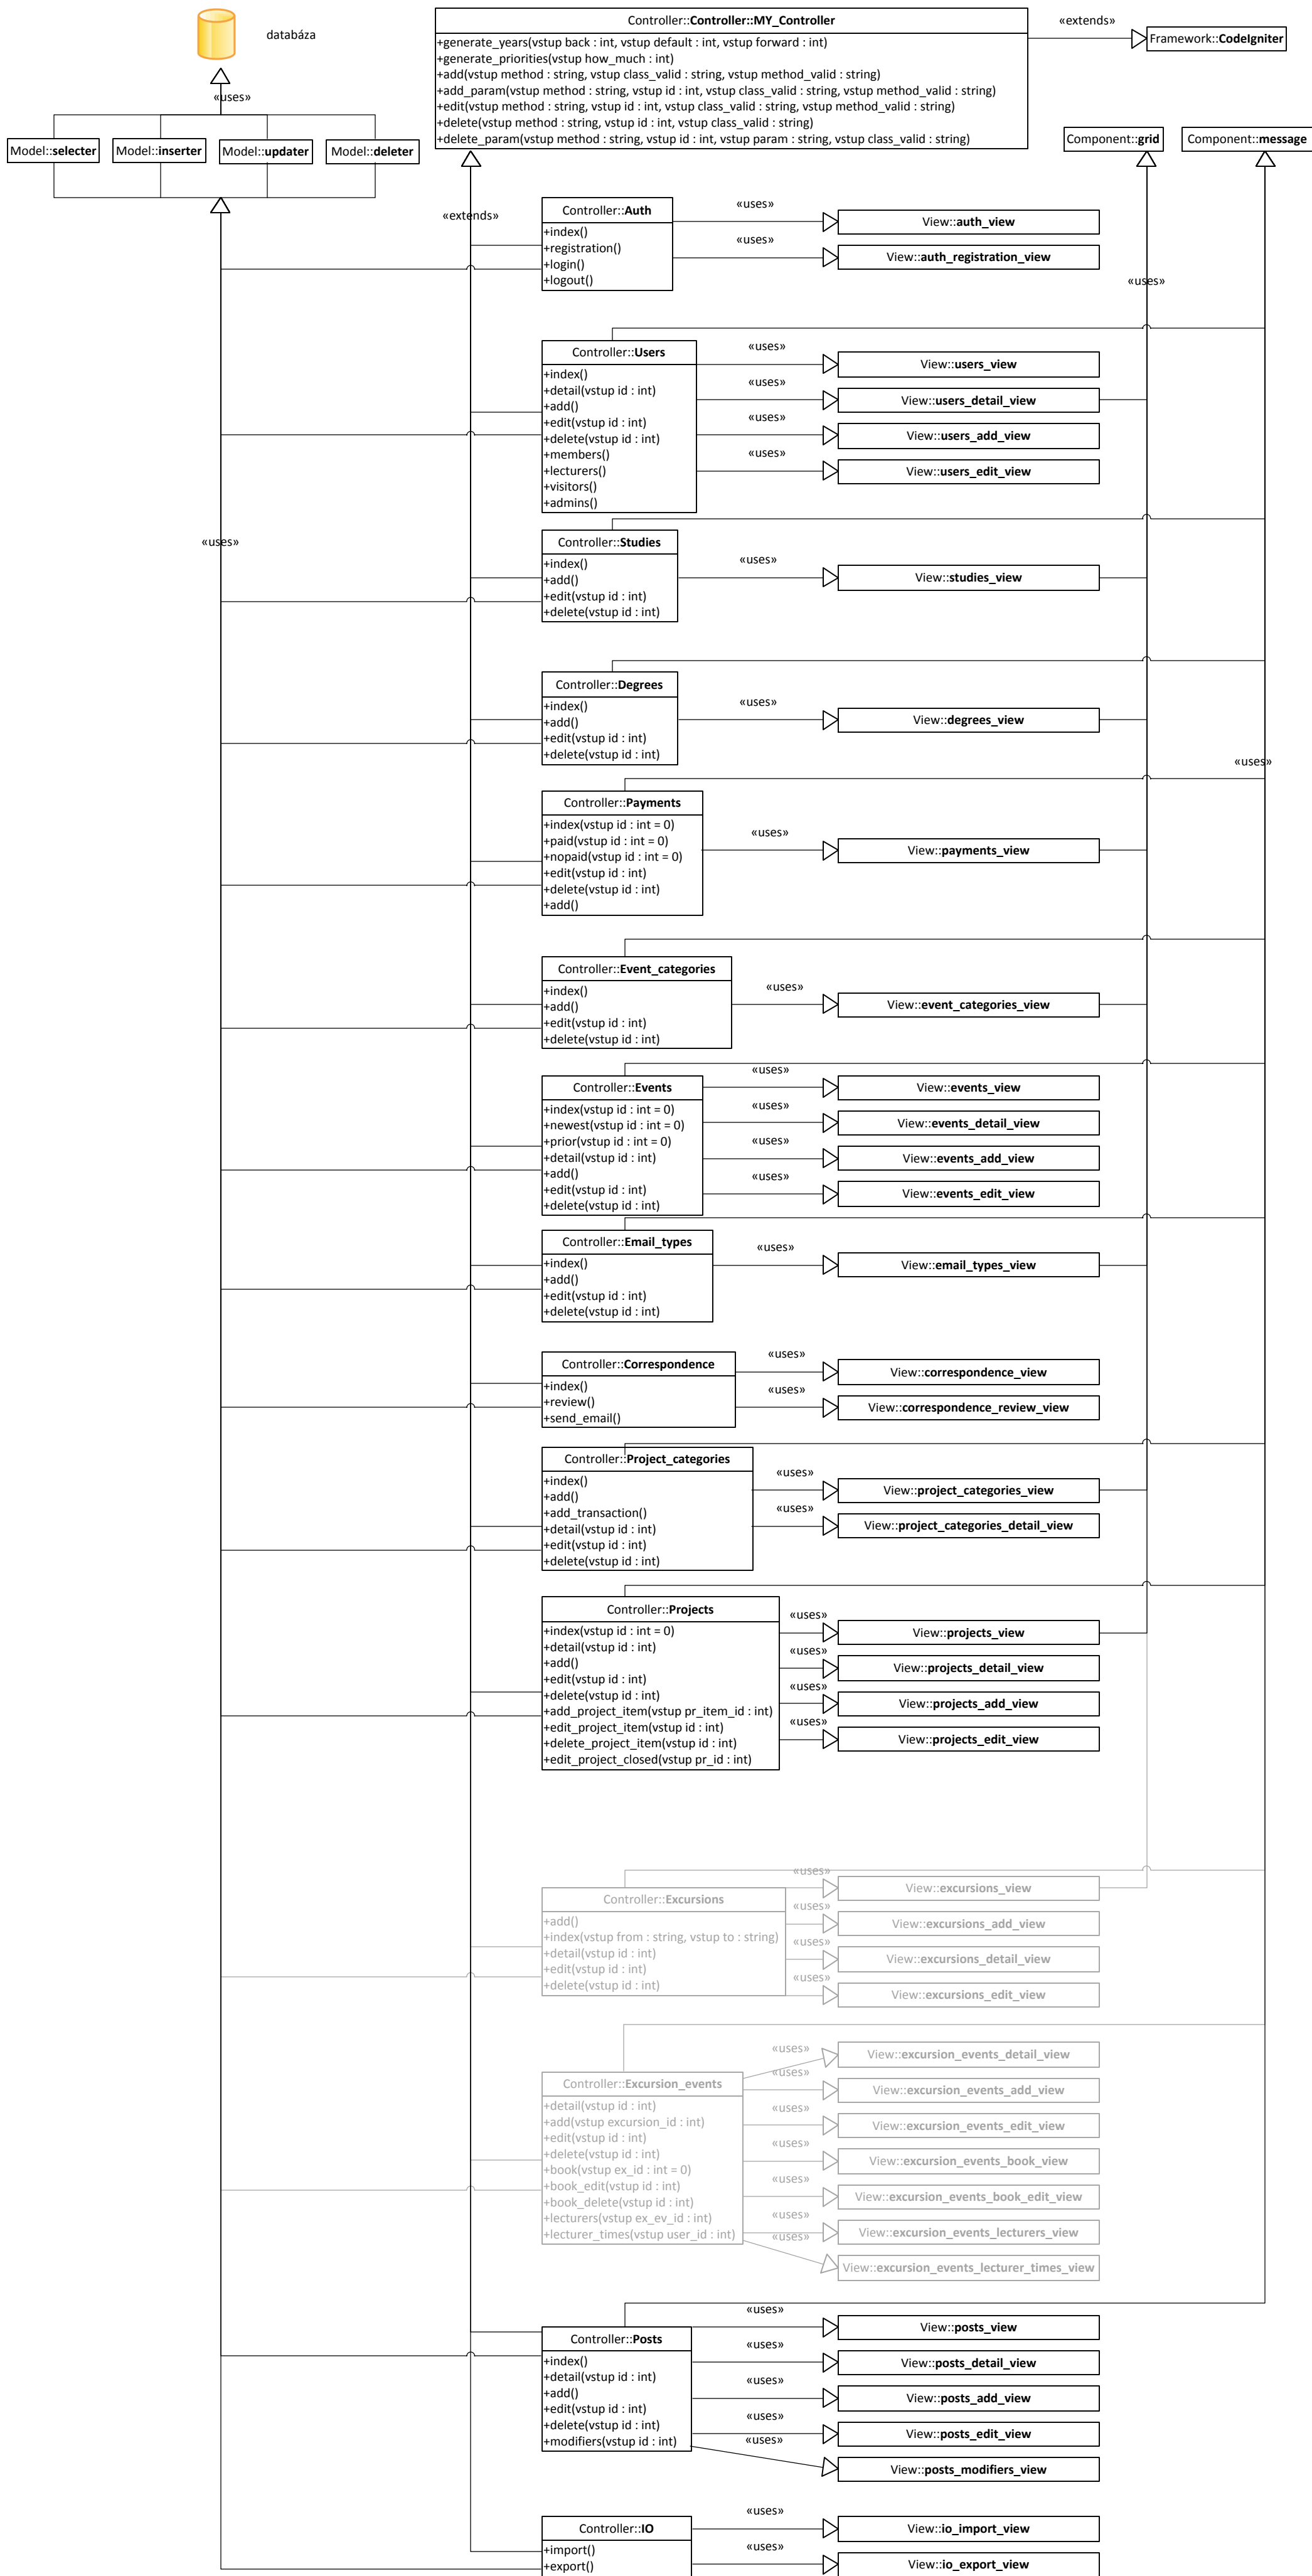 databáza
«uses»
Model::selecter
Model::inserter
Model::updater
Model::deleter
Controller::Controller::MY_Controller
+generate_years(vstup back : int, vstup default : int, vstup forward : int)
+generate_priorities(vstup how_much : int)
+add(vstup method : string, vstup class_valid : string, vstup method_valid : string)
+add_param(vstup method : string, vstup id : int, vstup class_valid : string, vstup method_valid : string)
+edit(vstup method : string, vstup id : int, vstup class_valid : string, vstup method_valid : string)
+delete(vstup method : string, vstup id : int, vstup class_valid : string)
+delete_param(vstup method : string, vstup id : int, vstup param : string, vstup class_valid : string)
«extends»
Framework::CodeIgniter
Component::grid
Component::message
«extends»
«uses»
«uses»
«uses»
Controller::Auth
+index()
+registration()
+login()
+logout()
«uses»
View::auth_view
«uses»
View::auth_registration_view
Controller::Users
+index()
+detail(vstup id : int)
+add()
+edit(vstup id : int)
+delete(vstup id : int)
+members()
+lecturers()
+visitors()
+admins()
«uses»
View::users_view
«uses»
View::users_detail_view
«uses»
View::users_add_view
«uses»
View::users_edit_view
Controller::Studies
+index()
+add()
+edit(vstup id : int)
+delete(vstup id : int)
«uses»
View::studies_view
Controller::Degrees
+index()
+add()
+edit(vstup id : int)
+delete(vstup id : int)
«uses»
View::degrees_view
Controller::Payments
+index(vstup id : int = 0)
+paid(vstup id : int = 0)
+nopaid(vstup id : int = 0)
+edit(vstup id : int)
+delete(vstup id : int)
+add()
«uses»
View::payments_view
Controller::Event_categories
+index()
+add()
+edit(vstup id : int)
+delete(vstup id : int)
«uses»
View::event_categories_view
Controller::Events
+index(vstup id : int = 0)
+newest(vstup id : int = 0)
+prior(vstup id : int = 0)
+detail(vstup id : int)
+add()
+edit(vstup id : int)
+delete(vstup id : int)
«uses»
View::events_view
«uses»
View::events_detail_view
«uses»
View::events_add_view
«uses»
View::events_edit_view
Controller::Email_types
+index()
+add()
+edit(vstup id : int)
+delete(vstup id : int)
«uses»
View::email_types_view
Controller::Correspondence
+index()
+review()
+send_email()
«uses»
View::correspondence_view
«uses»
View::correspondence_review_view
Controller::Project_categories
+index()
+add()
+add_transaction()
+detail(vstup id : int)
+edit(vstup id : int)
+delete(vstup id : int)
«uses»
View::project_categories_view
«uses»
View::project_categories_detail_view
Controller::Projects
+index(vstup id : int = 0)
+detail(vstup id : int)
+add()
+edit(vstup id : int)
+delete(vstup id : int)
+add_project_item(vstup pr_item_id : int)
+edit_project_item(vstup id : int)
+delete_project_item(vstup id : int)
+edit_project_closed(vstup pr_id : int)
«uses»
View::projects_view
«uses»
View::projects_detail_view
«uses»
View::projects_add_view
«uses»
View::projects_edit_view
Controller::Excursions
+add()
+index(vstup from : string, vstup to : string)
+detail(vstup id : int)
+edit(vstup id : int)
+delete(vstup id : int)
«uses»
View::excursions_view
«uses»
View::excursions_add_view
«uses»
View::excursions_detail_view
«uses»
View::excursions_edit_view
Controller::Excursion_events
+detail(vstup id : int)
+add(vstup excursion_id : int)
+edit(vstup id : int)
+delete(vstup id : int)
+book(vstup ex_id : int = 0)
+book_edit(vstup id : int)
+book_delete(vstup id : int)
+lecturers(vstup ex_ev_id : int)
+lecturer_times(vstup user_id : int)
«uses»
View::excursion_events_detail_view
«uses»
View::excursion_events_add_view
«uses»
View::excursion_events_edit_view
«uses»
View::excursion_events_book_view
«uses»
View::excursion_events_book_edit_view
«uses»
View::excursion_events_lecturers_view
«uses»
View::excursion_events_lecturer_times_view
Controller::Posts
+index()
+detail(vstup id : int)
+add()
+edit(vstup id : int)
+delete(vstup id : int)
+modifiers(vstup id : int)
«uses»
View::posts_view
«uses»
View::posts_detail_view
«uses»
View::posts_add_view
«uses»
View::posts_edit_view
«uses»
View::posts_modifiers_view
Controller::IO
+import()
+export()
«uses»
View::io_import_view
«uses»
View::io_export_view